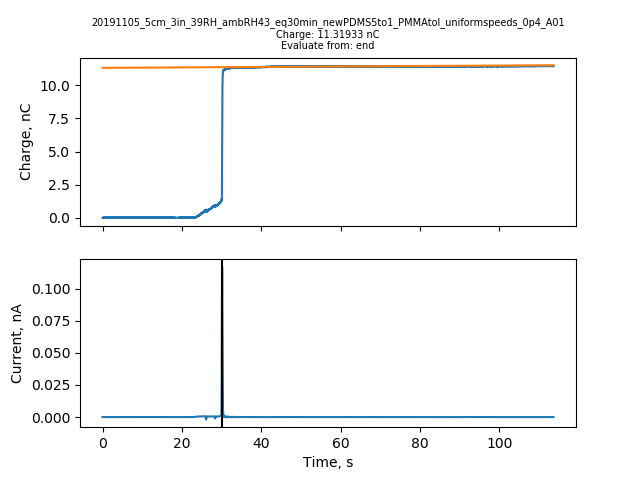 20191105_5cm_3in_39RH_ambRH43_eq30min_newPDMS5to1_PMMAtol_uniformspeeds_0p4_A01
Charge: 11.31933 nC
Evaluate from: end
10.0
7.5
5.0
2.5
0.0
Charge, nC
0.100
0.075
0.050
0.025
0.000
Current, nA
0 20 40 60 80 100
Time, s